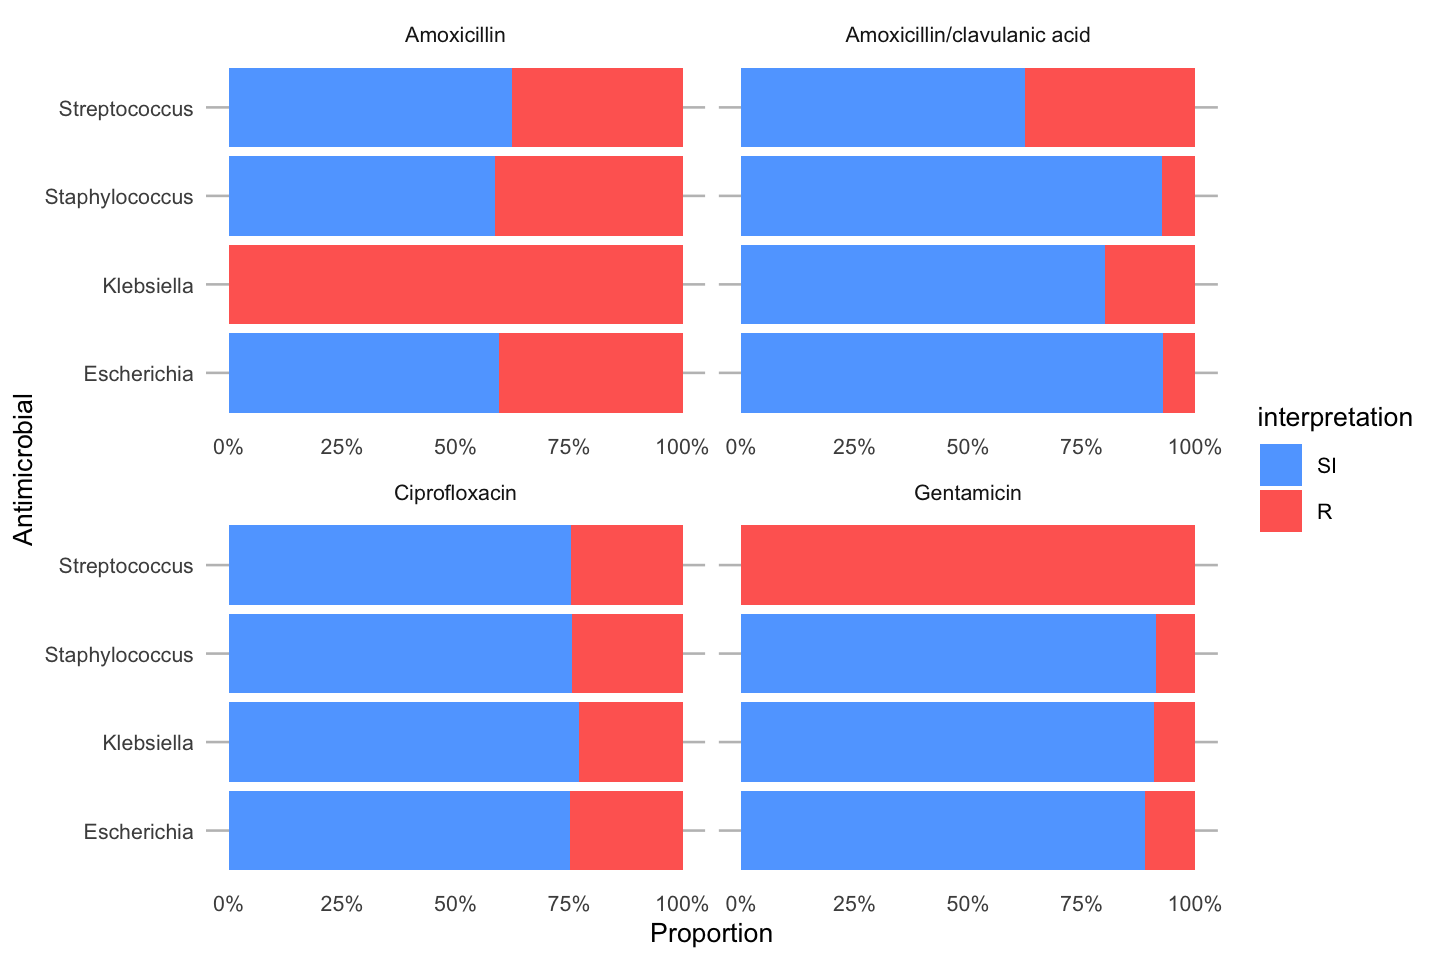 Amoxicillin
Amoxicillin/clavulanic acid
Streptococcus
Staphylococcus
Klebsiella
Escherichia
0% 25% 50% 75% 100% 0% 25% 50% 75% 100%
Ciprofloxacin
Gentamicin
Streptococcus
Staphylococcus
Klebsiella
Escherichia
0% 25% 50% 75% 100% 0% 25% 50% 75% 100%
Proportion
Antimicrobial
interpretation
SI
R